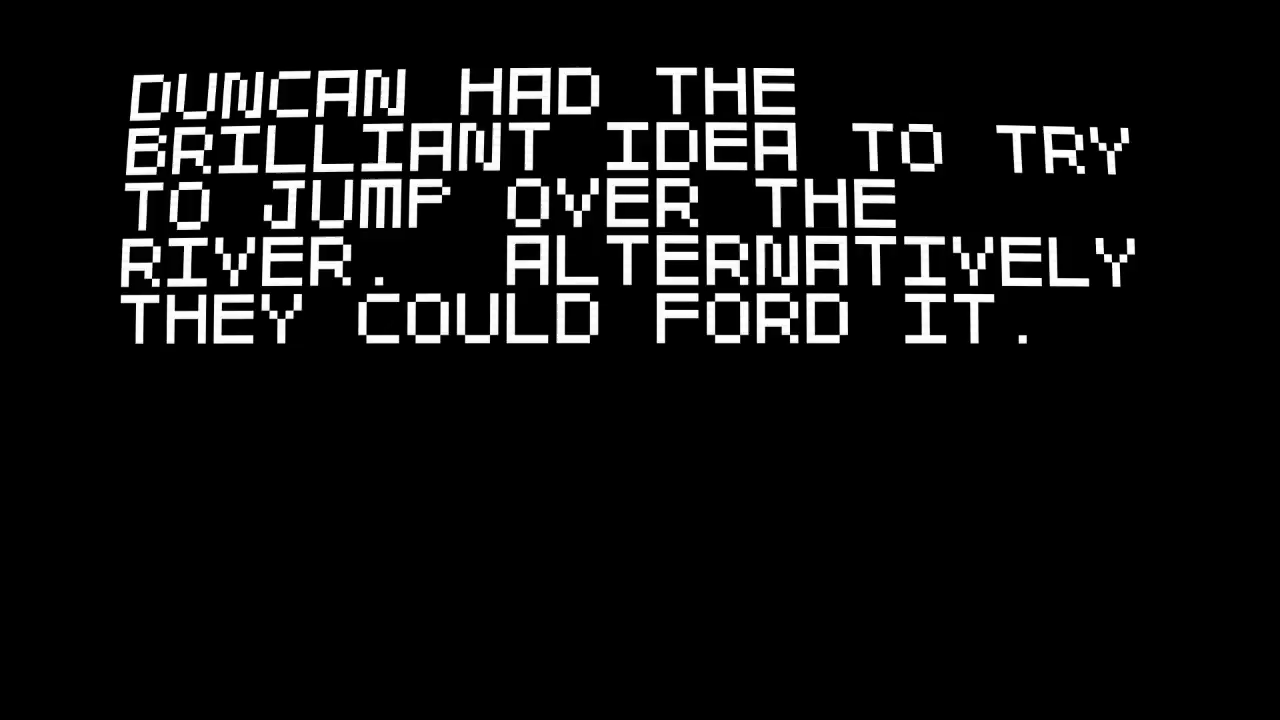 DUNCAN HAD THE
BRILLIANT IDEA TO TRY
TO JUMP OVER THE
RIVER.  ALTERNATIVELY
THEY COULD FORD IT.